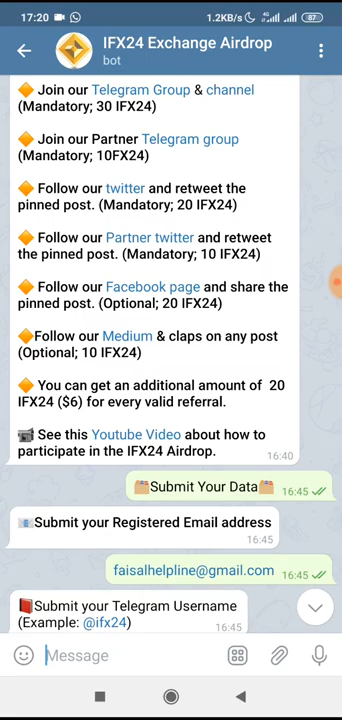 17:20
1.2KB/s
87
IFX24 Exchange Airdrop
bot
Join our Telegram Group & channel
(Mandatory; 30 IFX24)
Join our Partner Telegram group
(Mandatory; 10FX24)
Follow our twitter and retweet the
pinned post. (Mandatory; 20 IFX24)
Follow our Partner twitter and retweet
the pinned post. (Mandatory; 10 IFX24)
Follow our Facebook page and share the
pinned post. (Optional; 20 IFX24)
Follow our Medium & claps on any post
(Optional; 10 IFX24)
You can get an additional amount of 20
IFX24 ($6) for every valid referral.
See this Youtube Video about how to
participate in the IFX24 Airdrop.
16:40
Submit Your Data
16:45
Submit your Registered Email address
16:45
faisalhelpline@gmail.com
16:45
Submit your Telegram Username
(Example: @ifx24)
16:45
Message